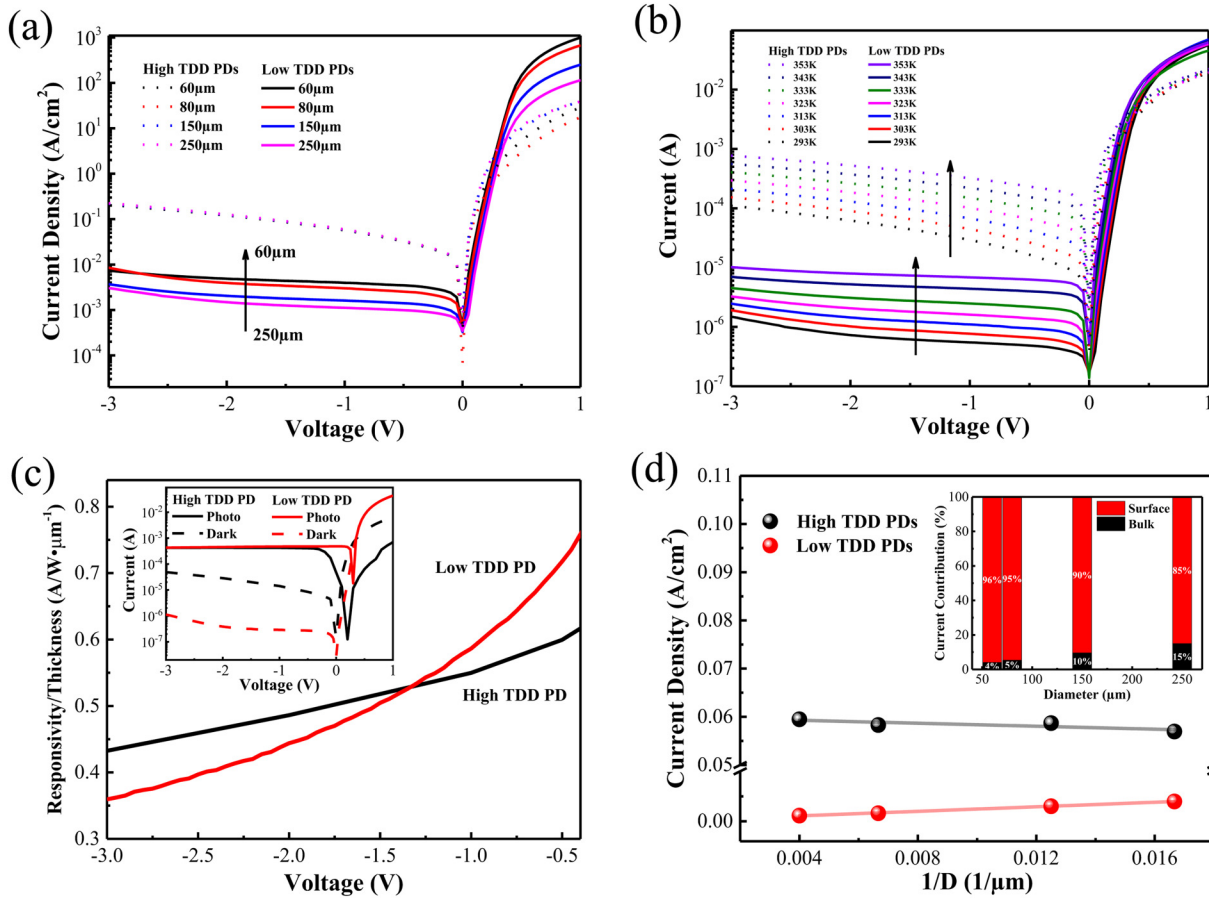 (a)
10³
10²
10¹
10⁰
10⁻¹
10⁻²
10⁻³
10⁻⁴
Current Density (A/cm²)
High TDD PDs Low TDD PDs
60μm 60μm
80μm 80μm
150μm 150μm
250μm 250μm
60μm
250μm
-3 -2 -1 0 1
Voltage (V)
(b)
10⁻²
10⁻³
10⁻⁴
10⁻⁵
10⁻⁶
10⁻⁷
Current (A)
High TDD PDs Low TDD PDs
353K 353K
343K 343K
333K 333K
323K 323K
313K 313K
303K 303K
293K 293K
-3 -2 -1 0 1
Voltage (V)
(c)
0.8
0.7
0.6
0.5
0.4
0.3
Responsivity/Thickness (A/W•μm⁻¹)
High TDD PD Low TDD PD
Photo Photo
Dark Dark
10⁻²
10⁻³
10⁻⁴
10⁻⁵
10⁻⁶
10⁻⁷
Current (A)
-3 -2 -1 0 1
Voltage (V)
Low TDD PD
High TDD PD
-3.0 -2.5 -2.0 -1.5 -1.0 -0.5
Voltage (V)
(d)
0.11
0.10
0.09
0.08
0.07
0.06
0.05
0.00
Current Density (A/cm²)
High TDD PDs
Low TDD PDs
100
80
60
40
20
0
Current Contribution (%)
Surface
Bulk
96% 95% 90% 85%
4% 5% 10% 15%
50 100 150 200 250
Diameter (μm)
0.004 0.008 0.012 0.016
1/D (1/μm)